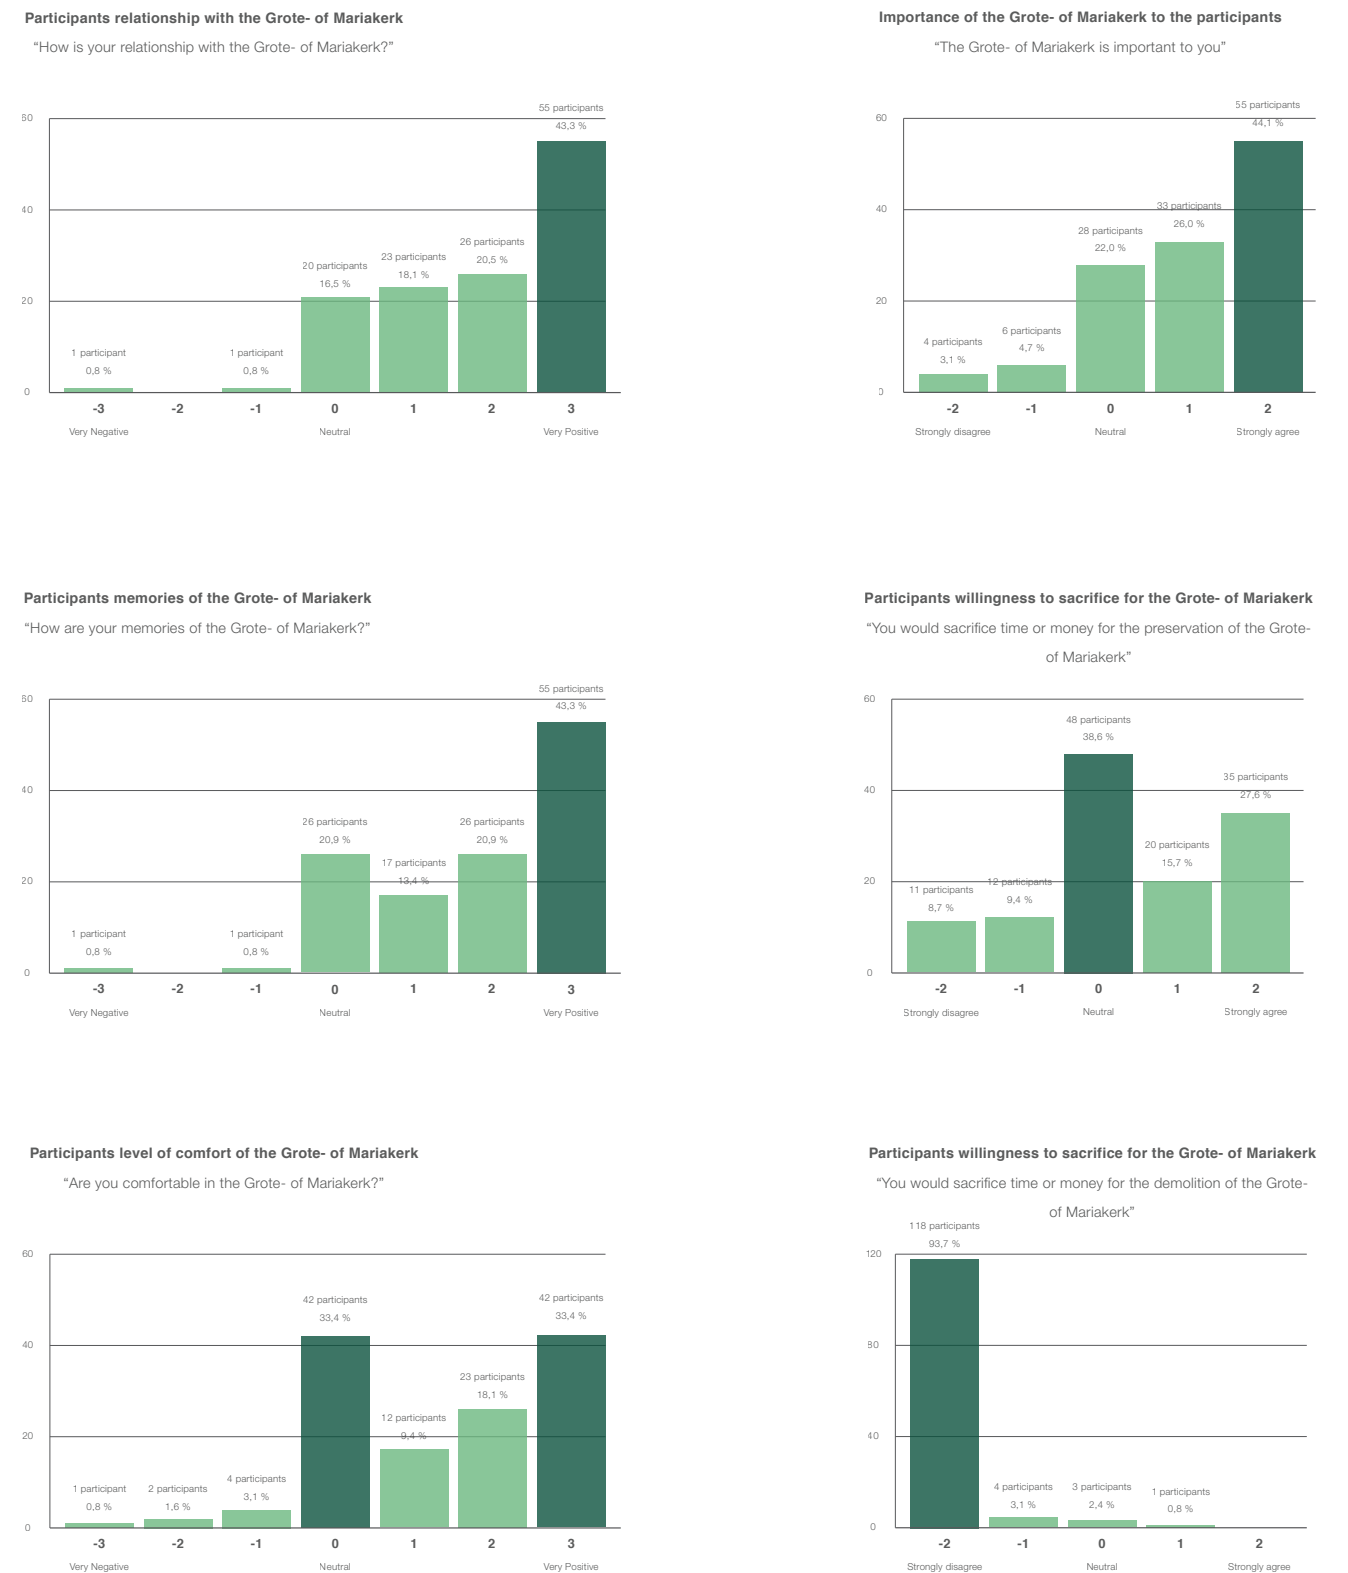 Participants relationship with the Grote- of Mariakerk
“How is your relationship with the Grote- of Mariakerk?”
55 participants
43,3 %
26 participants
20,5 %
23 participants
18,1 %
20 participants
16,5 %
1 participant
0,8 %
1 participant
0,8 %
60
40
20
0
-3 -2 -1 0 1 2 3
Very Negative Neutral Very Positive
Importance of the Grote- of Mariakerk to the participants
“The Grote- of Mariakerk is important to you”
55 participants
44,1 %
33 participants
26,0 %
28 participants
22,0 %
6 participants
4,7 %
4 participants
3,1 %
60
40
20
0
-2 -1 0 1 2
Strongly disagree Neutral Strongly agree
Participants memories of the Grote- of Mariakerk
“How are your memories of the Grote- of Mariakerk?”
55 participants
43,3 %
26 participants
20,9 %
26 participants
20,9 %
17 participants
13,4 %
1 participant
0,8 %
1 participant
0,8 %
60
40
20
0
-3 -2 -1 0 1 2 3
Very Negative Neutral Very Positive
Participants willingness to sacrifice for the Grote- of Mariakerk
“You would sacrifice time or money for the preservation of the Grote-
of Mariakerk”
48 participants
38,6 %
35 participants
27,6 %
20 participants
15,7 %
12 participants
9,4 %
11 participants
8,7 %
60
40
20
0
-2 -1 0 1 2
Strongly disagree Neutral Strongly agree
Participants level of comfort of the Grote- of Mariakerk
“Are you comfortable in the Grote- of Mariakerk?”
42 participants
33,4 %
42 participants
33,4 %
23 participants
18,1 %
12 participants
9,4 %
4 participants
3,1 %
1 participant
0,8 %
2 participants
1,6 %
60
40
20
0
-3 -2 -1 0 1 2 3
Very Negative Neutral Very Positive
Participants willingness to sacrifice for the Grote- of Mariakerk
“You would sacrifice time or money for the demolition of the Grote-
of Mariakerk”
118 participants
93,7 %
4 participants
3,1 %
3 participants
2,4 %
1 participants
0,8 %
120
80
40
0
-2 -1 0 1 2
Strongly disagree Neutral Strongly agree